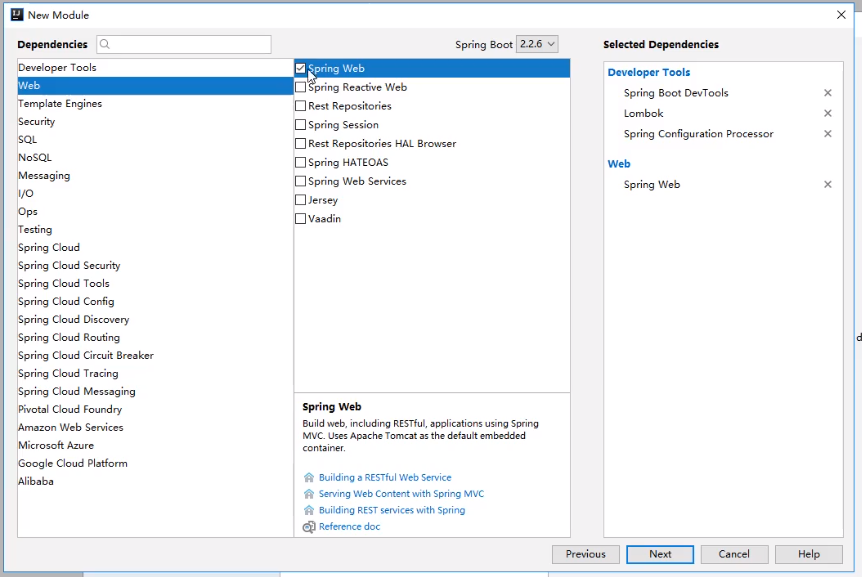 New Module
Dependencies
Spring Boot 2.2.6
Selected Dependencies
Developer Tools
Web
Template Engines
Security
SQL
NoSQL
Messaging
I/O
Ops
Testing
Spring Cloud
Spring Cloud Security
Spring Cloud Tools
Spring Cloud Config
Spring Cloud Discovery
Spring Cloud Routing
Spring Cloud Circuit Breaker
Spring Cloud Tracing
Spring Cloud Messaging
Pivotal Cloud Foundry
Amazon Web Services
Microsoft Azure
Google Cloud Platform
Alibaba
Spring Web
Spring Reactive Web
Rest Repositories
Spring Session
Rest Repositories HAL Browser
Spring HATEOAS
Spring Web Services
Jersey
Vaadin
Spring Web
Build web, including RESTful, applications using Spring
MVC. Uses Apache Tomcat as the default embedded
container.
Building a RESTful Web Service
Serving Web Content with Spring MVC
Building REST services with Spring
Reference doc
Developer Tools
Spring Boot DevTools
Lombok
Spring Configuration Processor
Web
Spring Web
d
Previous
Next
Cancel
Help